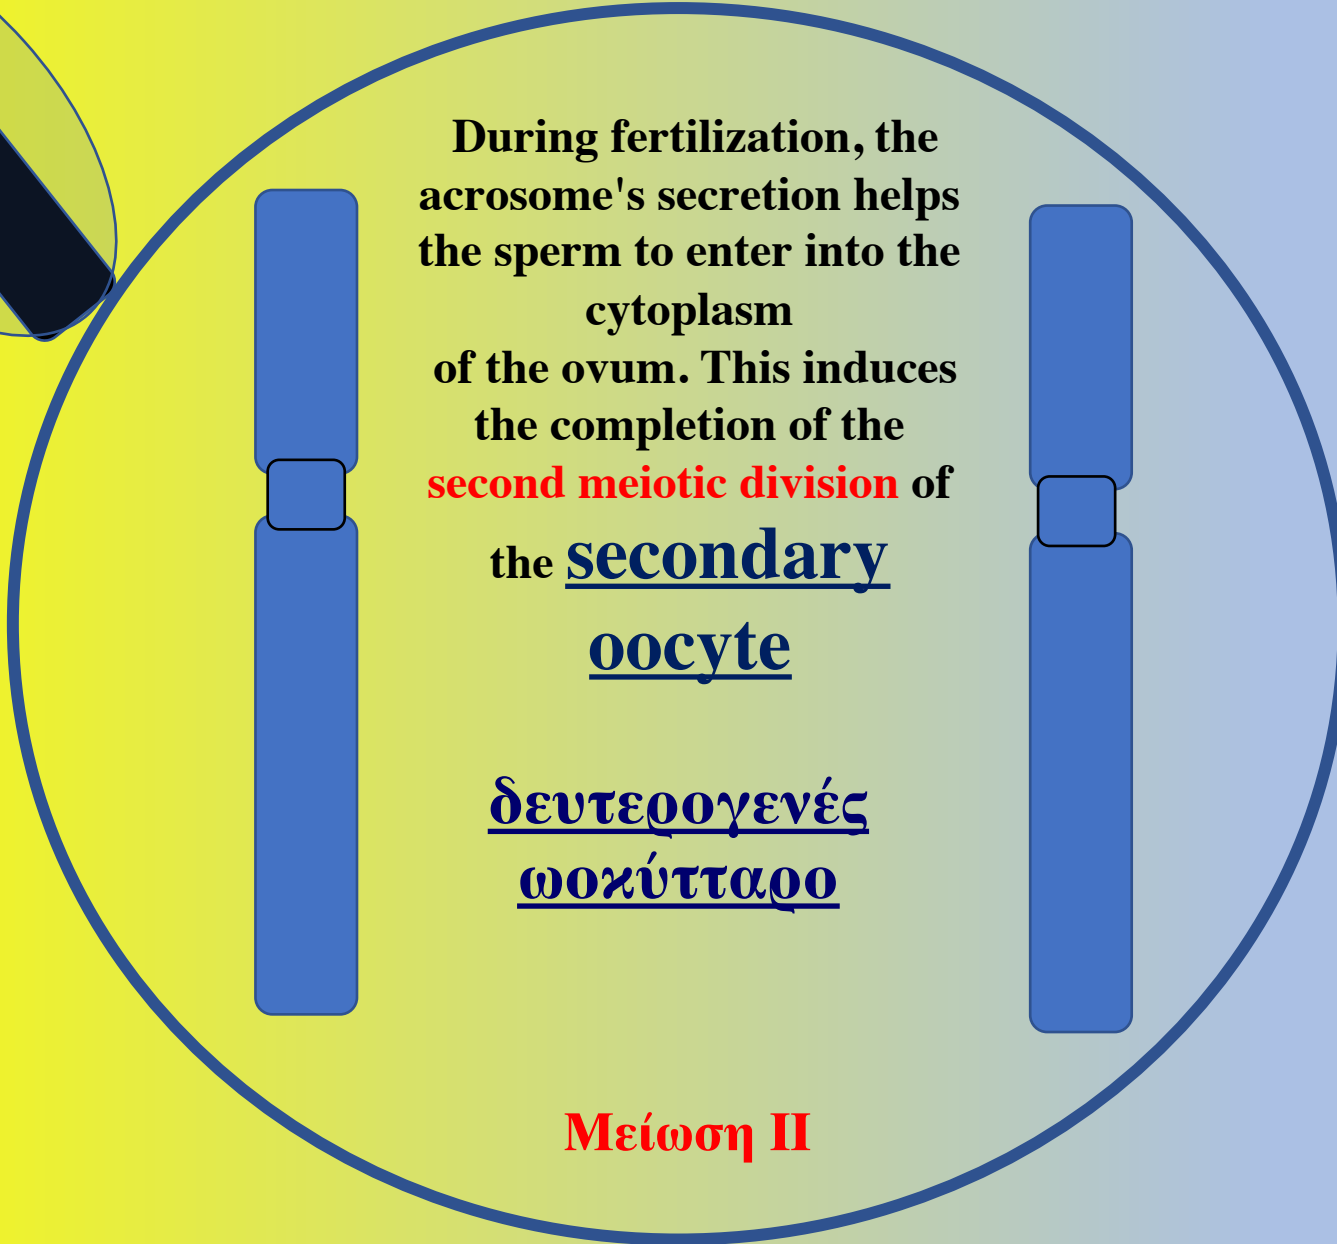 During fertilization, the
acrosome's secretion helps
the sperm to enter into the
cytoplasm
of the ovum. This induces
the completion of the
second meiotic division of
the secondary
oocyte
δευτερογενές
ωοκύτταρο
Μείωση ΙΙ